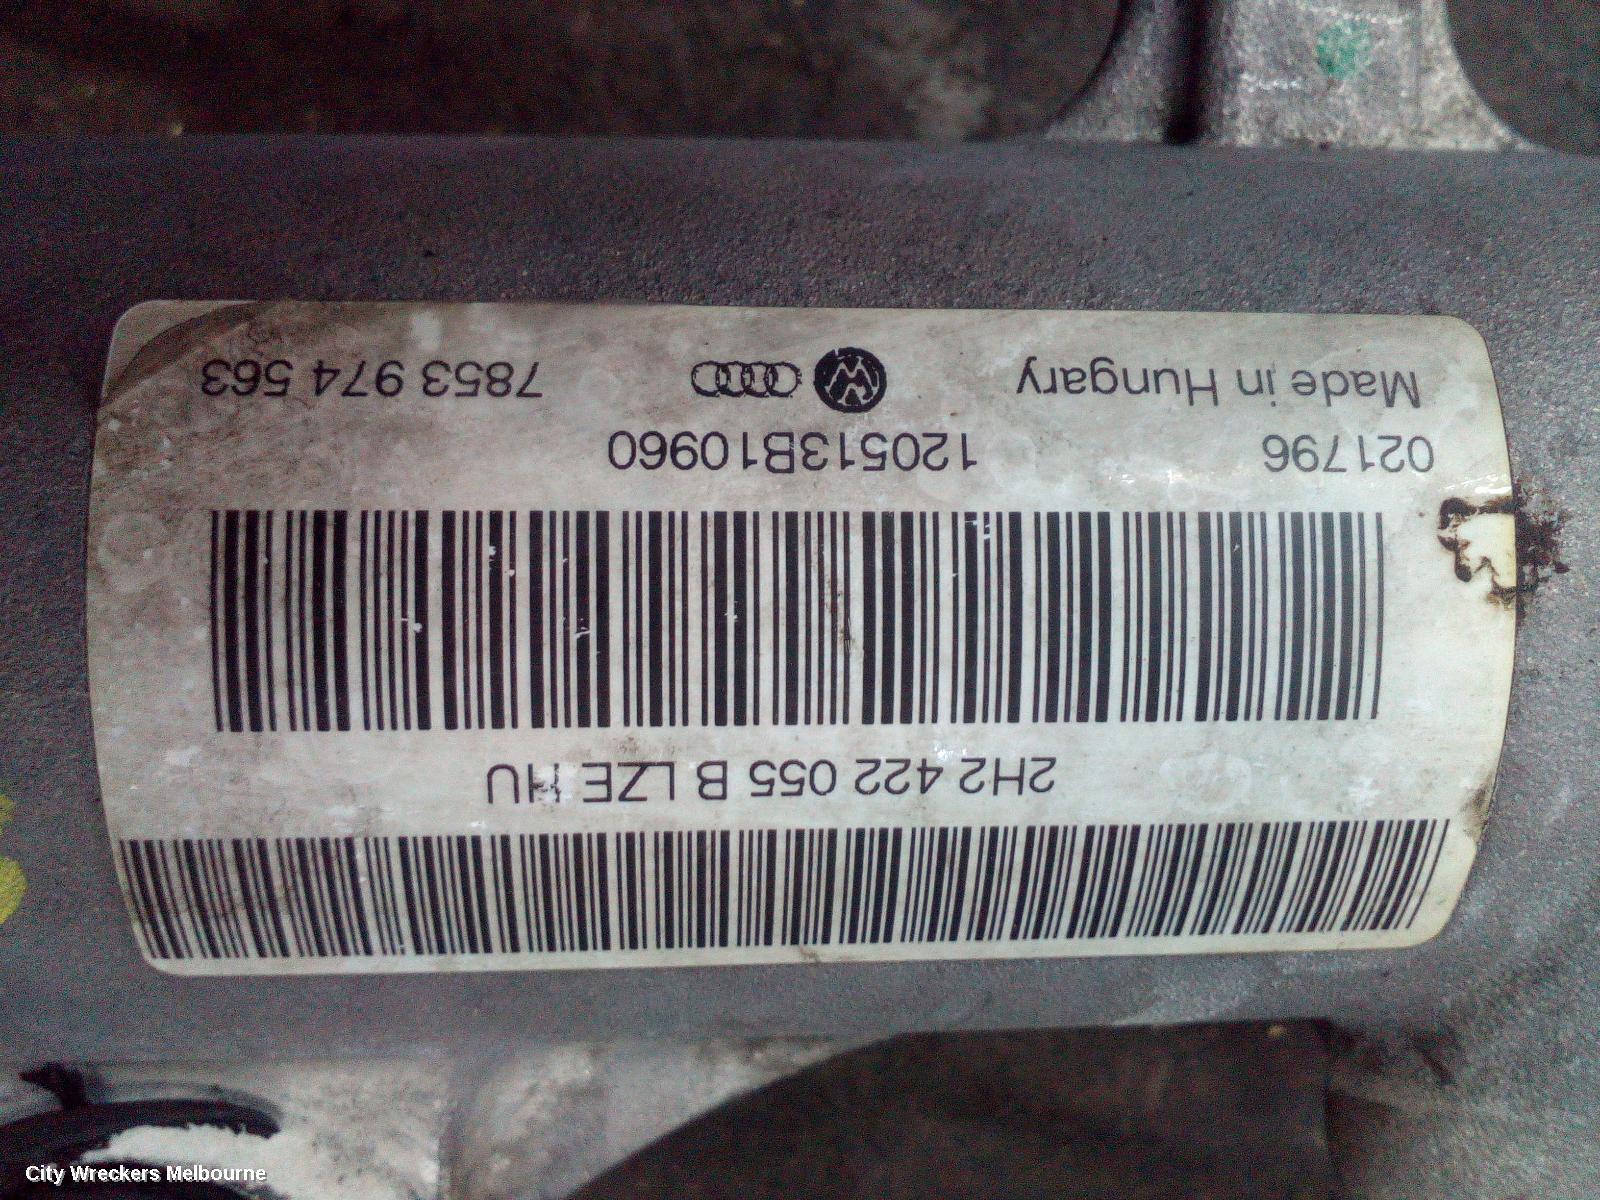 2H2 422 055 B LZE HU
021796 120513B10960
Made in Hungary 7853 974 563
City Wreckers Melbourne